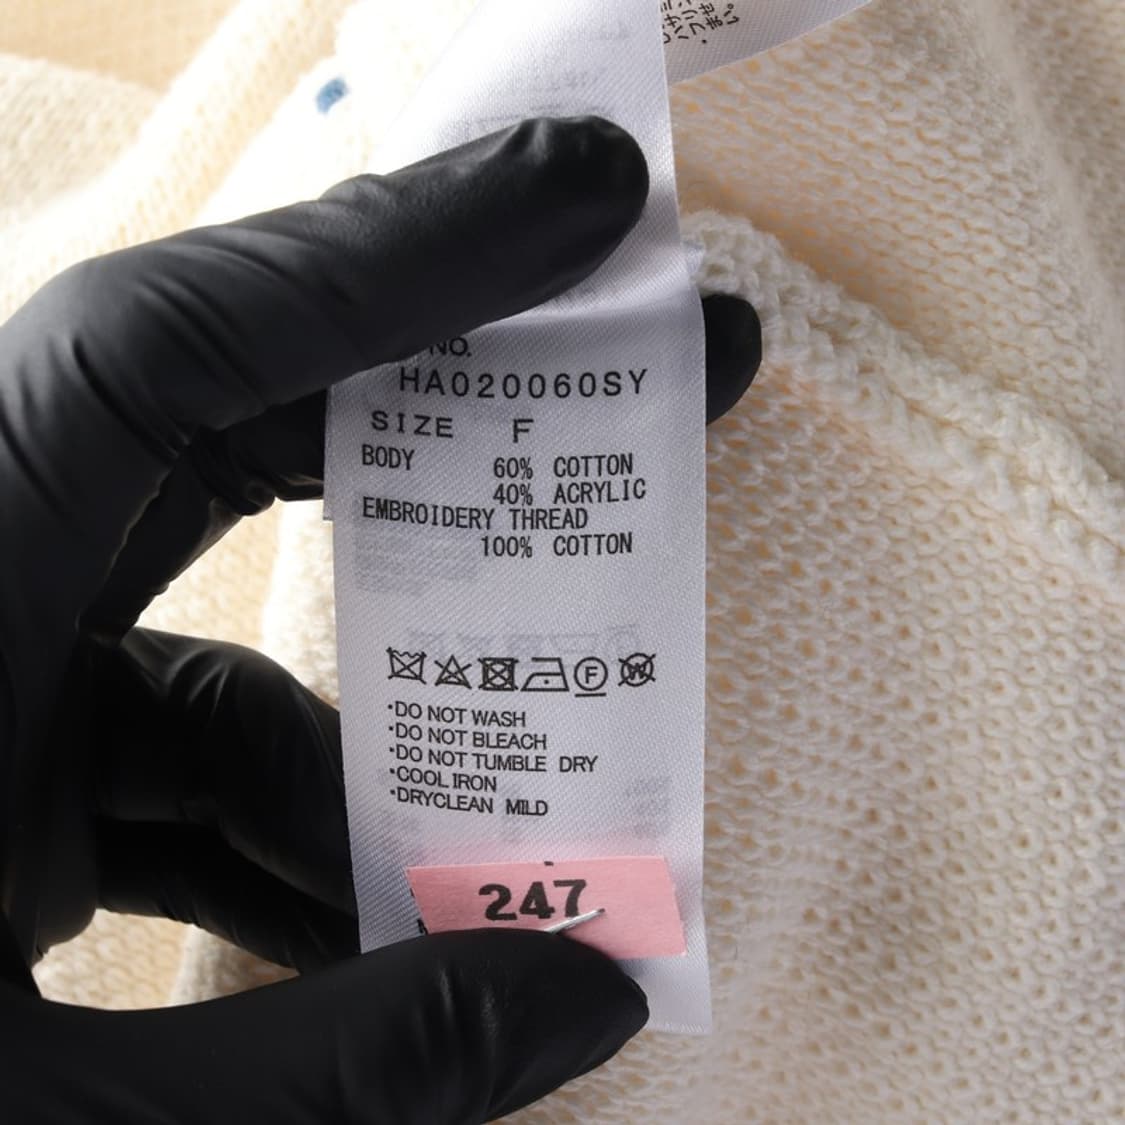 NO.
HA020060SY
SIZE F
BODY 60% COTTON
40% ACRYLIC
EMBROIDERY THREAD
100% COTTON
F
W
·DO NOT WASH
·DO NOT BLEACH
·DO NOT TUMBLE DRY
·COOL IRON
·DRYCLEAN MILD
247